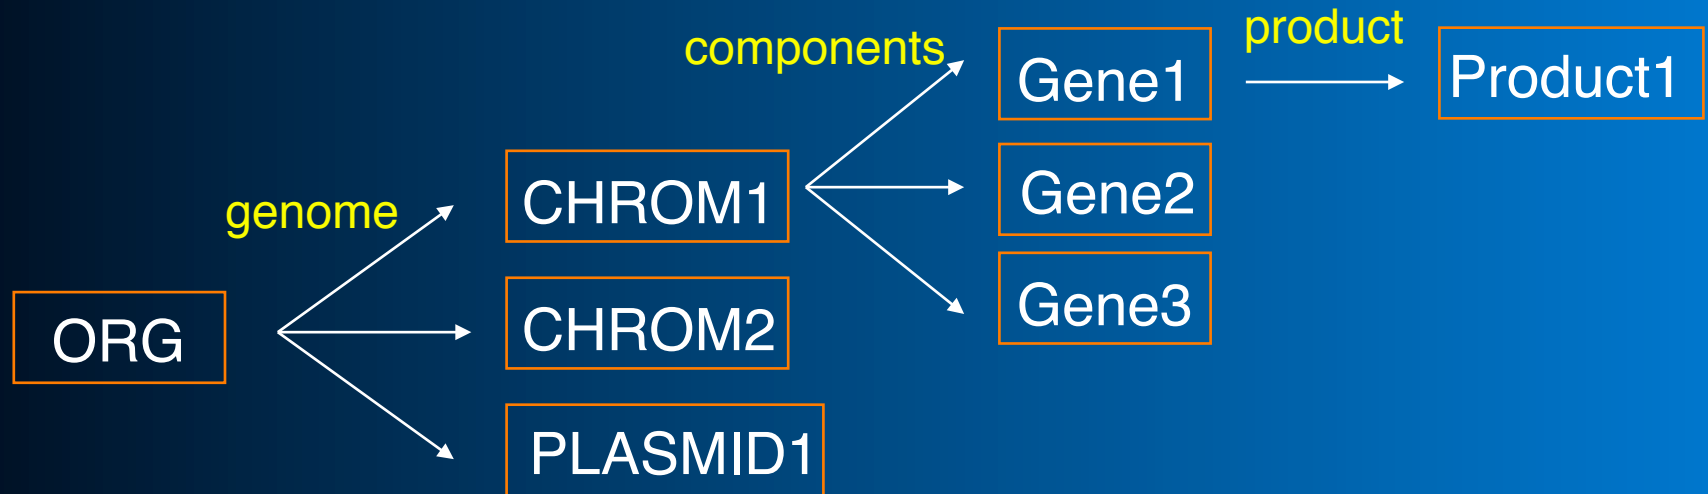 components
product
Gene1
Product1
genome
CHROM1
Gene2
ORG
CHROM2
Gene3
PLASMID1